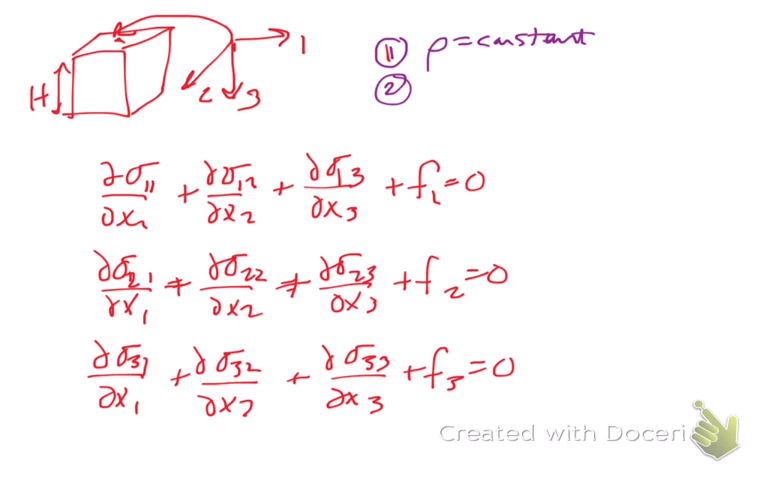 1
① ρ = constant
H
2
3
②
∂σ₁₁/∂x₁ + ∂σ₁₂/∂x₂ + ∂σ₁₃/∂x₃ + f₁ = 0
∂σ₂₁/∂x₁ + ∂σ₂₂/∂x₂ + ∂σ₂₃/∂x₃ + f₂ = 0
∂σ₃₁/∂x₁ + ∂σ₃₂/∂x₂ + ∂σ₃₃/∂x₃ + f₃ = 0
Created with Doceri